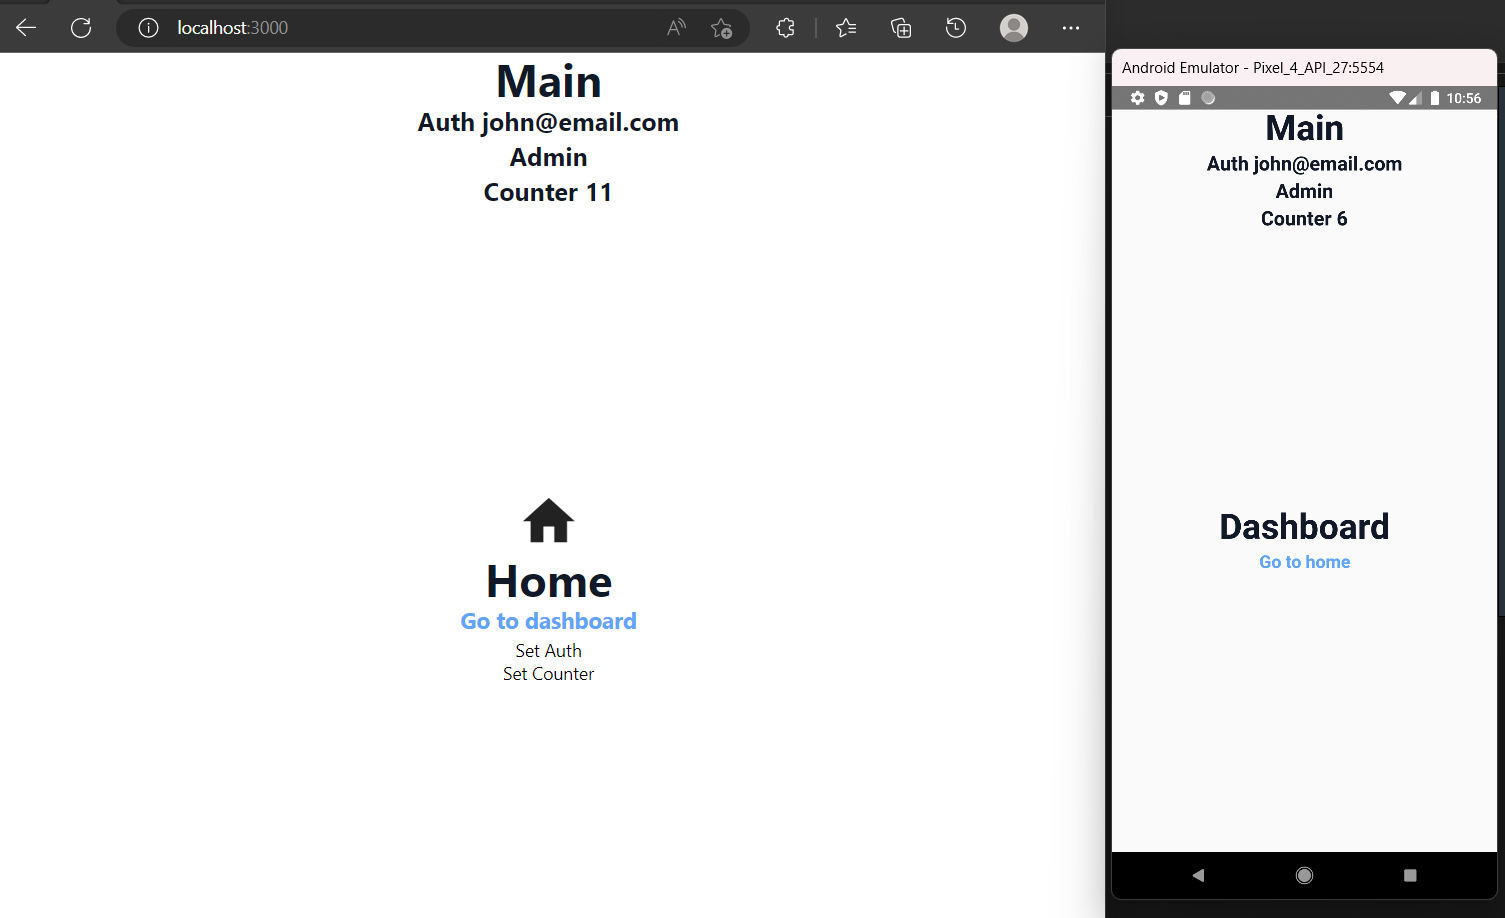 localhost:3000
Main
Auth john@email.com
Admin
Counter 11
Home
Go to dashboard
Set Auth
Set Counter
Android Emulator - Pixel_4_API_27:5554
10:56
Main
Auth john@email.com
Admin
Counter 6
Dashboard
Go to home